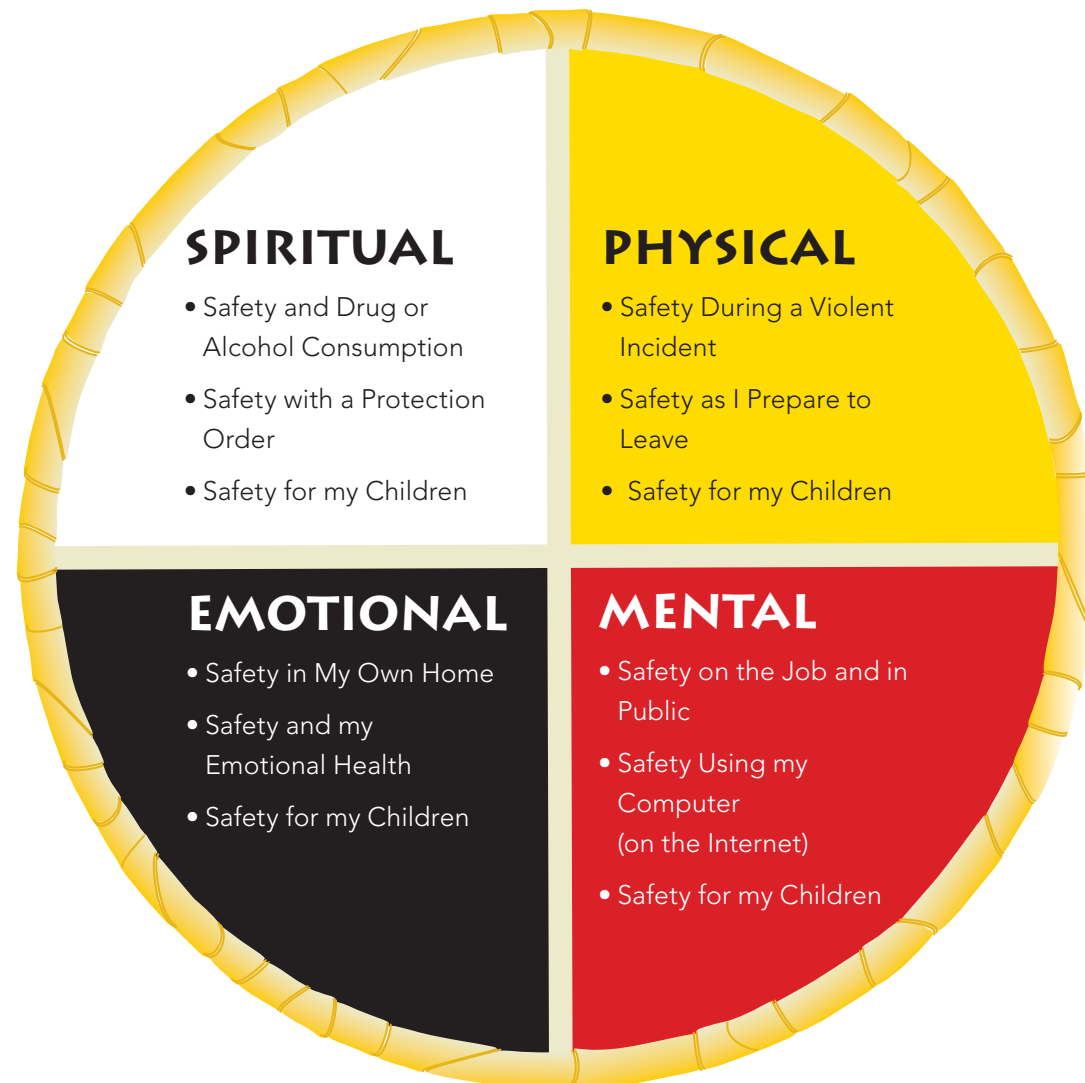 SPIRITUAL
• Safety and Drug or
Alcohol Consumption
• Safety with a Protection
Order
• Safety for my Children
PHYSICAL
• Safety During a Violent
Incident
• Safety as I Prepare to
Leave
• Safety for my Children
EMOTIONAL
• Safety in My Own Home
• Safety and my
Emotional Health
• Safety for my Children
MENTAL
• Safety on the Job and in
Public
• Safety Using my
Computer
(on the Internet)
• Safety for my Children